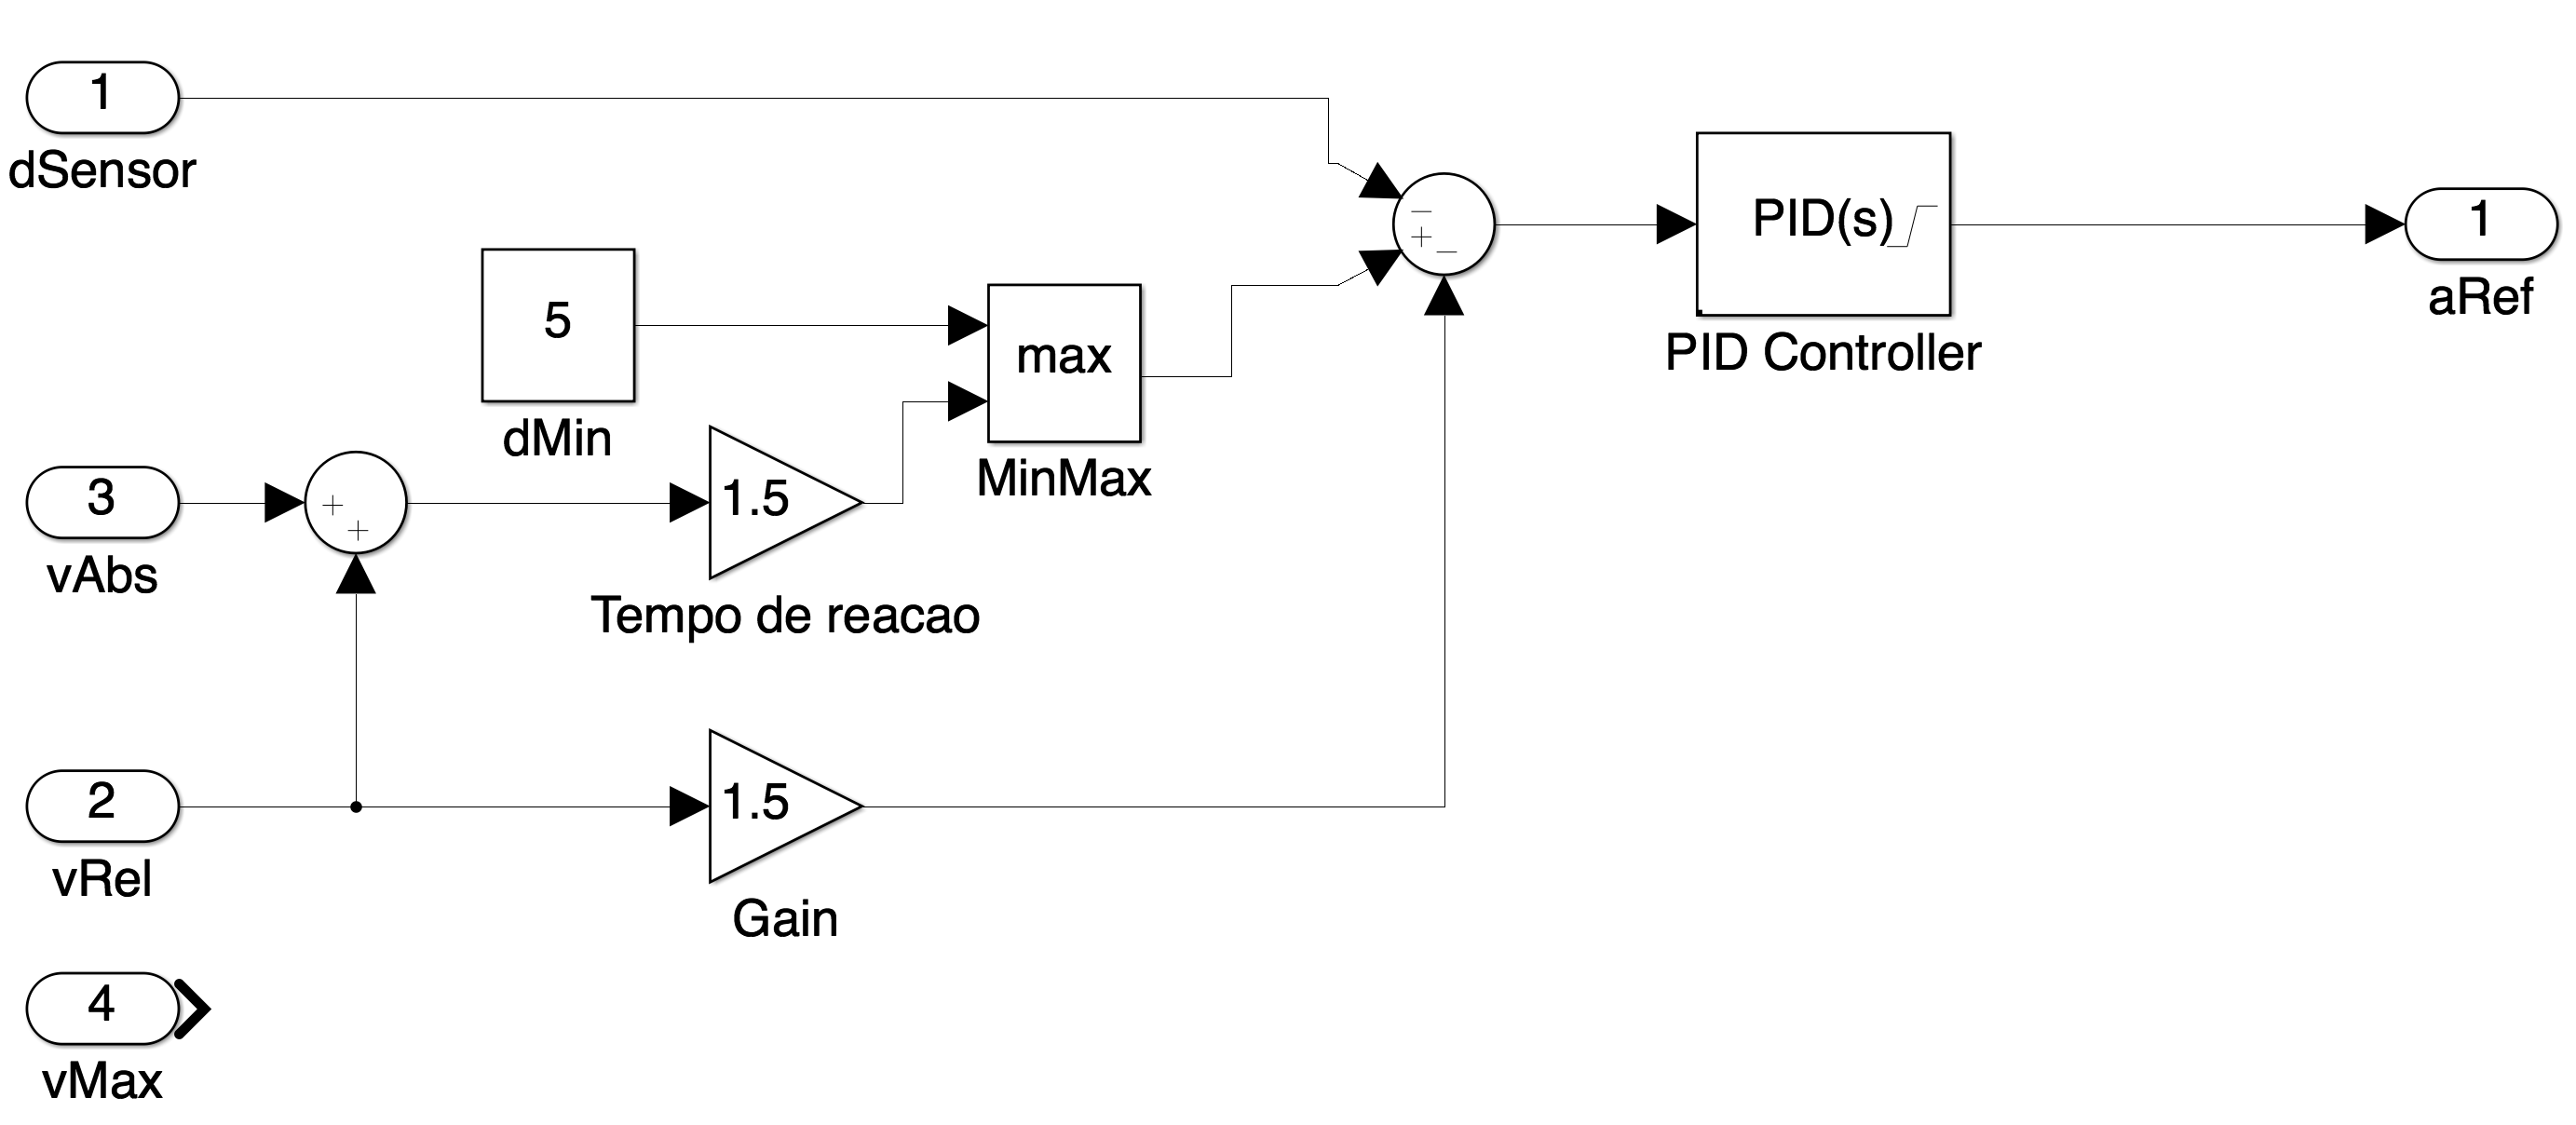 1
dSensor
−
+
−
PID(s)
PID Controller
1
aRef
5
dMin
max
MinMax
3
vAbs
+
+
1.5
Tempo de reacao
2
vRel
1.5
Gain
4
vMax